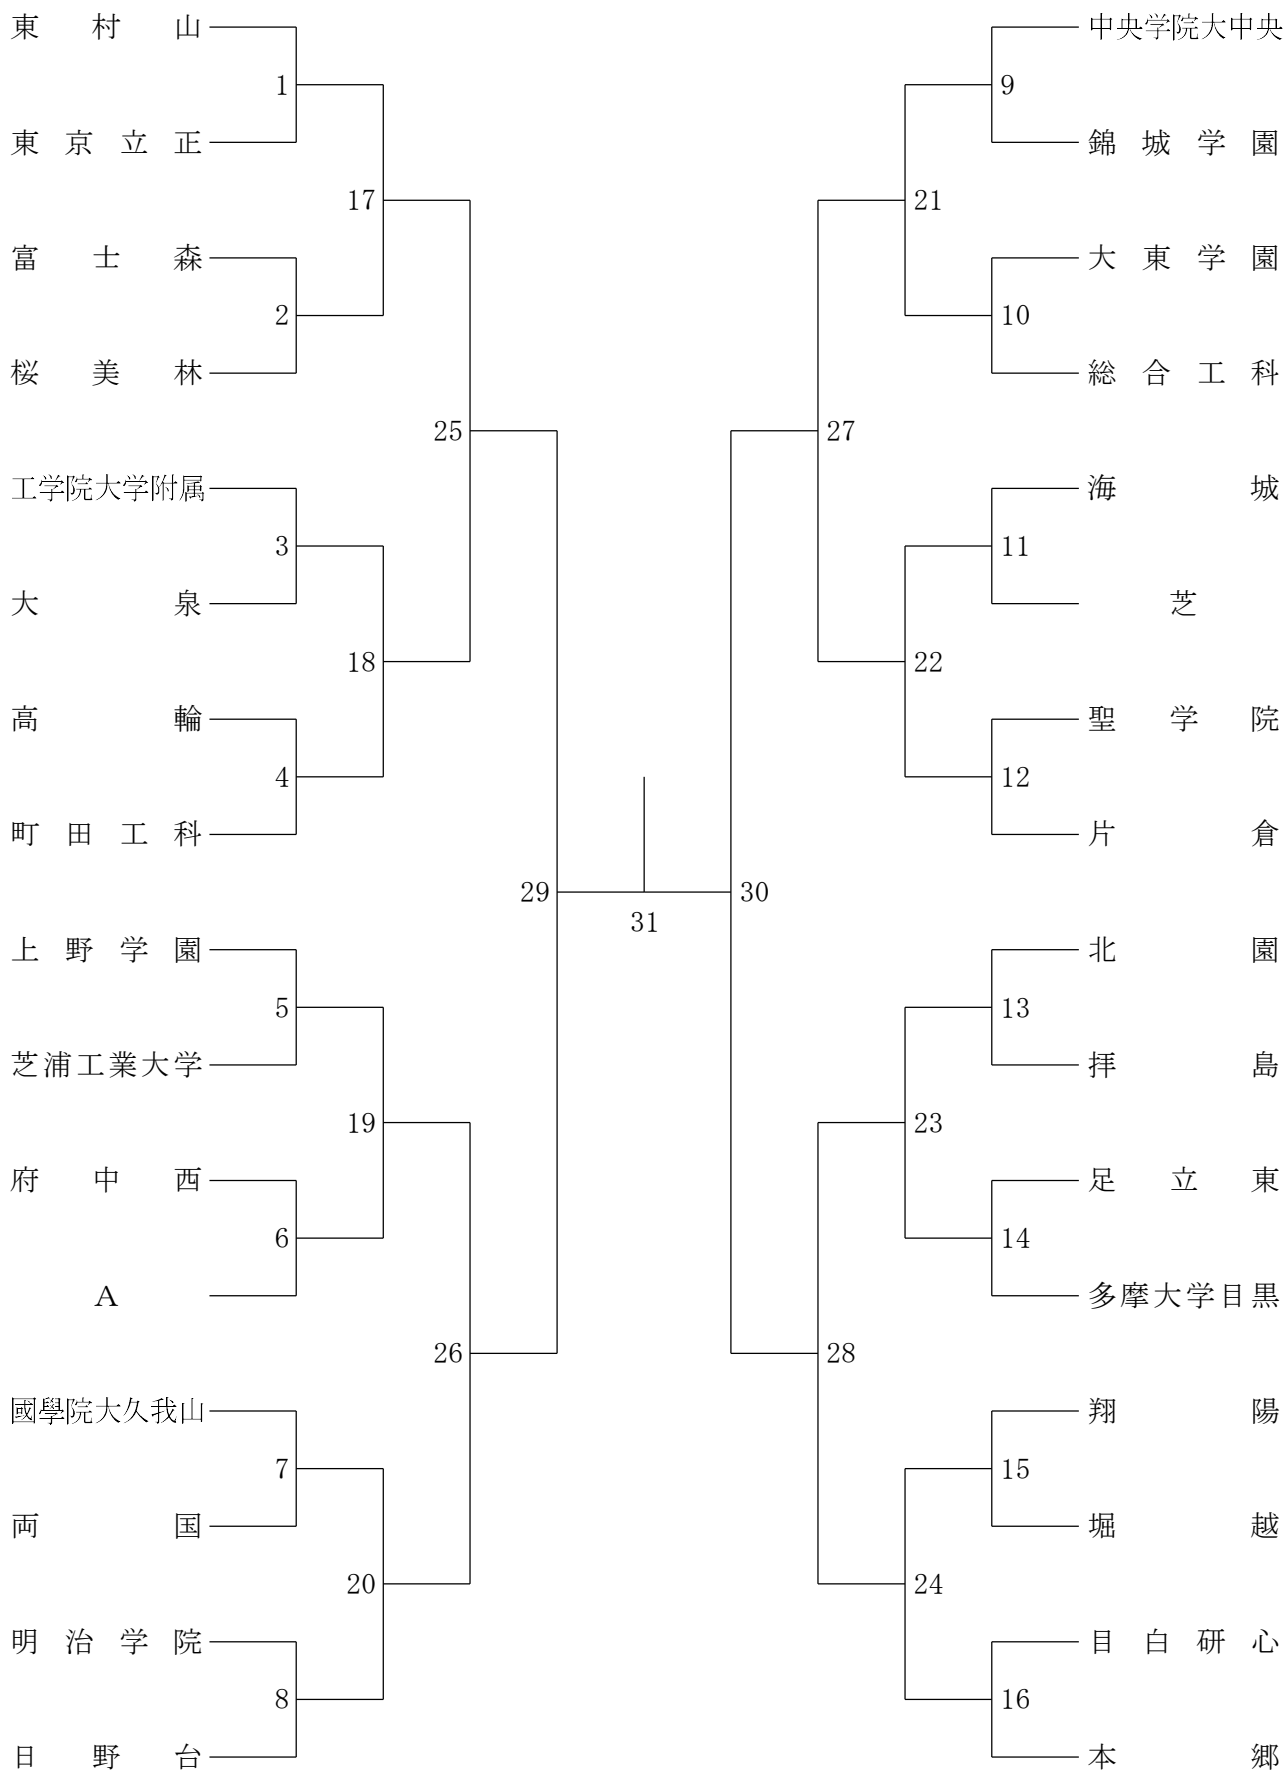 東村山
1
東京立正
17
富士森
2
桜美林
25
工学院大学附属
3
大泉
18
高輪
4
町田工科
29
上野学園
5
芝浦工業大学
19
府中西
6
A
26
國學院大久我山
7
両国
20
明治学院
8
日野台
31
中央学院大中央
9
錦城学園
21
大東学園
10
総合工科
27
海城
11
芝
22
聖学院
12
片倉
30
北園
13
拝島
23
足立東
14
多摩大学目黒
28
翔陽
15
堀越
24
目白研心
16
本郷